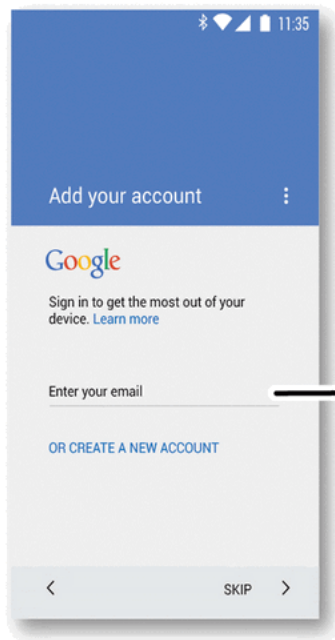 11:35
Add your account
Google
Sign in to get the most out of your
device. Learn more
Enter your email
OR CREATE A NEW ACCOUNT
SKIP